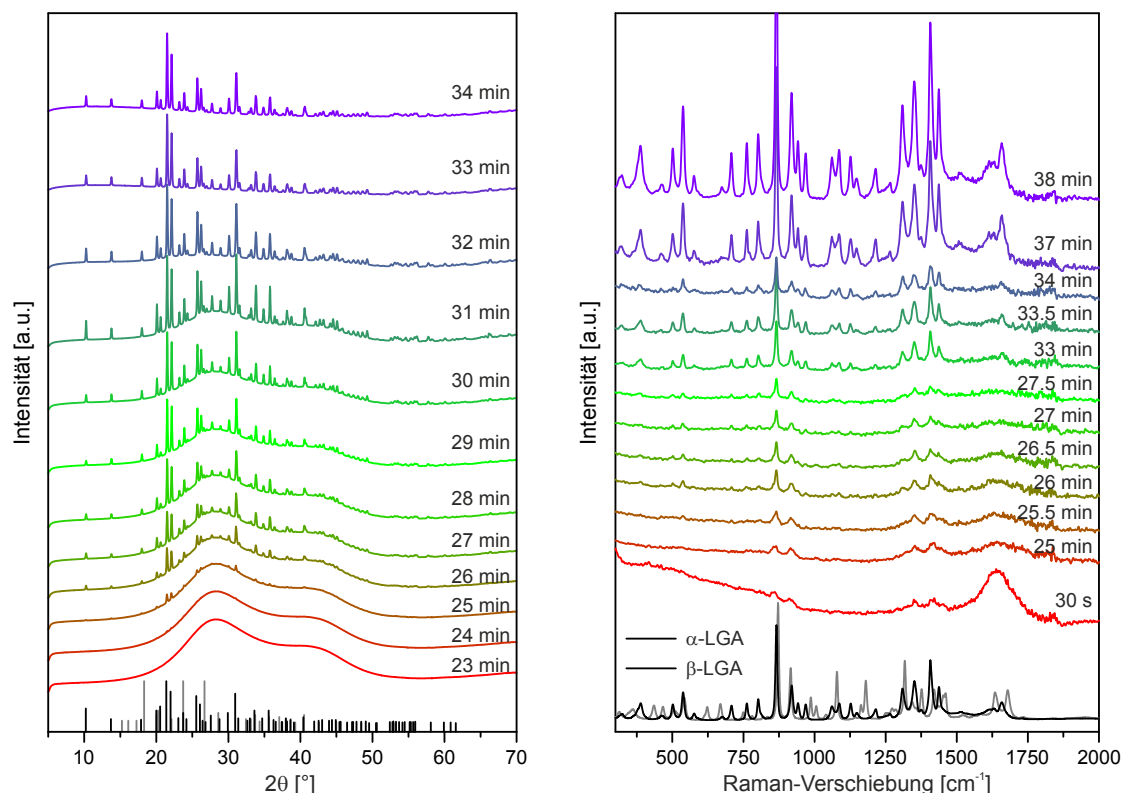 34 min
33 min
32 min
31 min
30 min
29 min
28 min
27 min
26 min
25 min
24 min
23 min
Intensität [a.u.]
10 20 30 40 50 60 70
2θ [°]
38 min
37 min
34 min
33.5 min
33 min
27.5 min
27 min
26.5 min
26 min
25.5 min
25 min
30 s
α-LGA
β-LGA
Intensität [a.u.]
500 750 1000 1250 1500 1750 2000
Raman-Verschiebung [cm⁻¹]